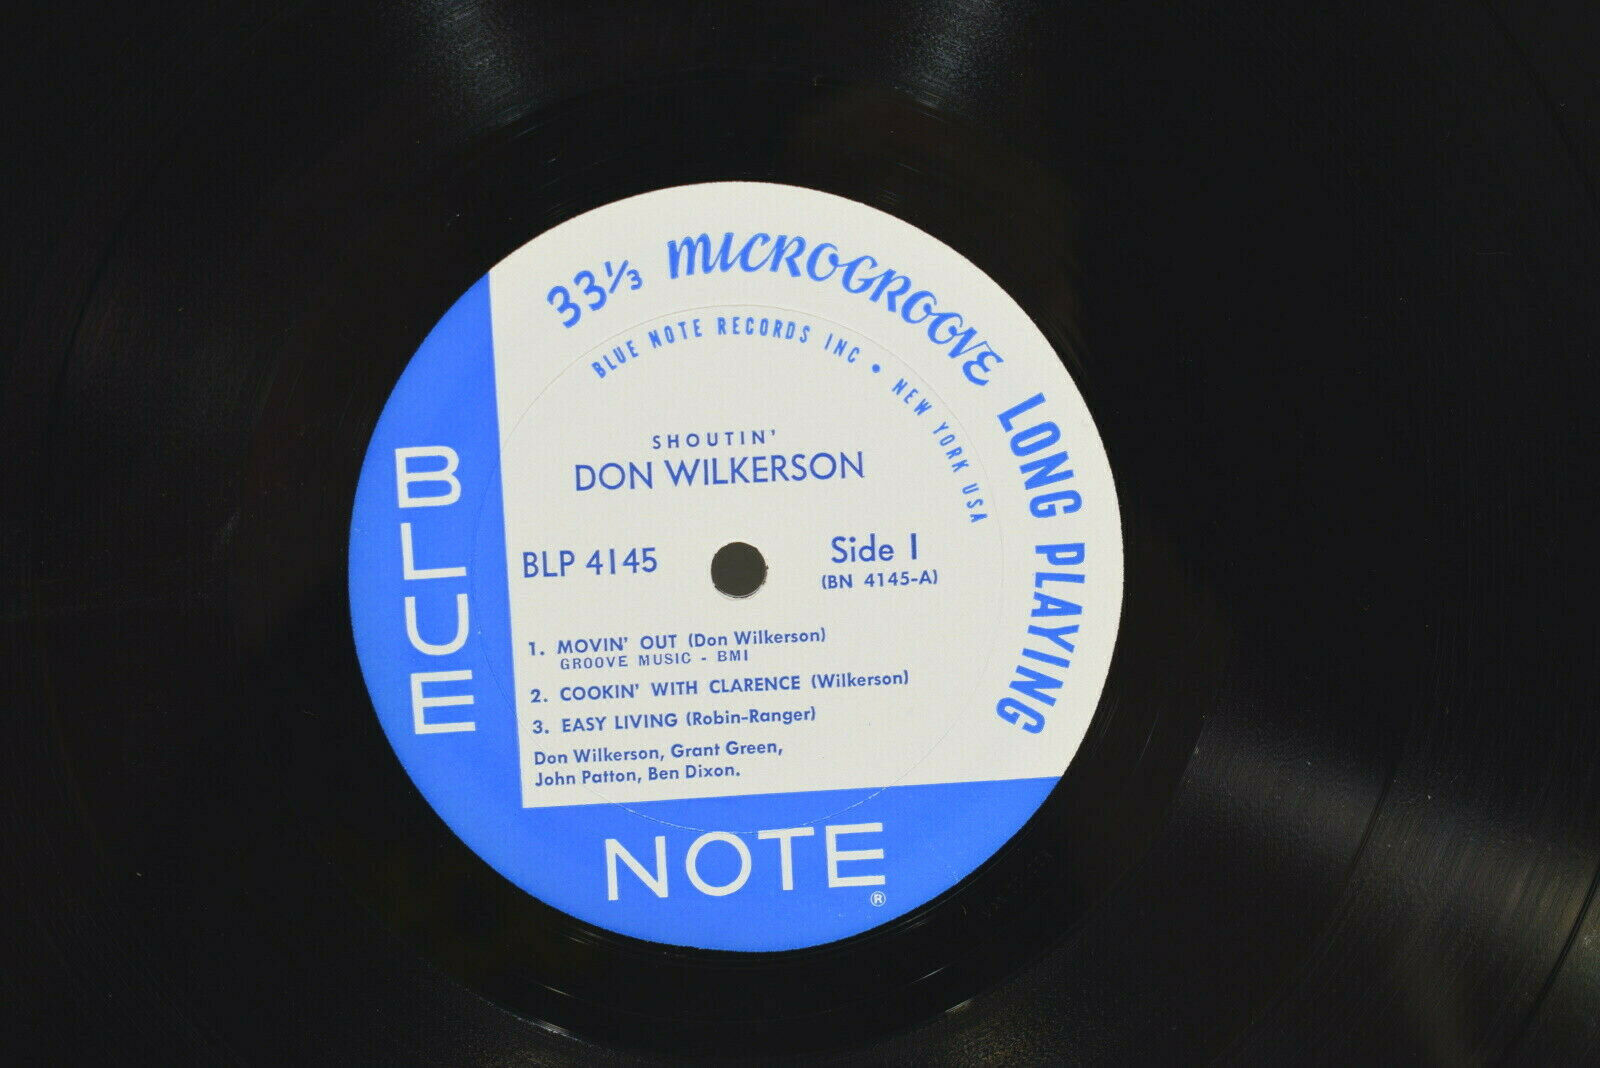 33⅓ MICROGROOVE LONG PLAYING
BLUE NOTE RECORDS INC • NEW YORK USA
SHOUTIN'
DON WILKERSON
BLP 4145
Side 1
(BN 4145-A)
1. MOVIN' OUT (Don Wilkerson)
GROOVE MUSIC - BMI
2. COOKIN' WITH CLARENCE (Wilkerson)
3. EASY LIVING (Robin-Ranger)
Don Wilkerson, Grant Green,
John Patton, Ben Dixon.
BLUE
NOTE ®